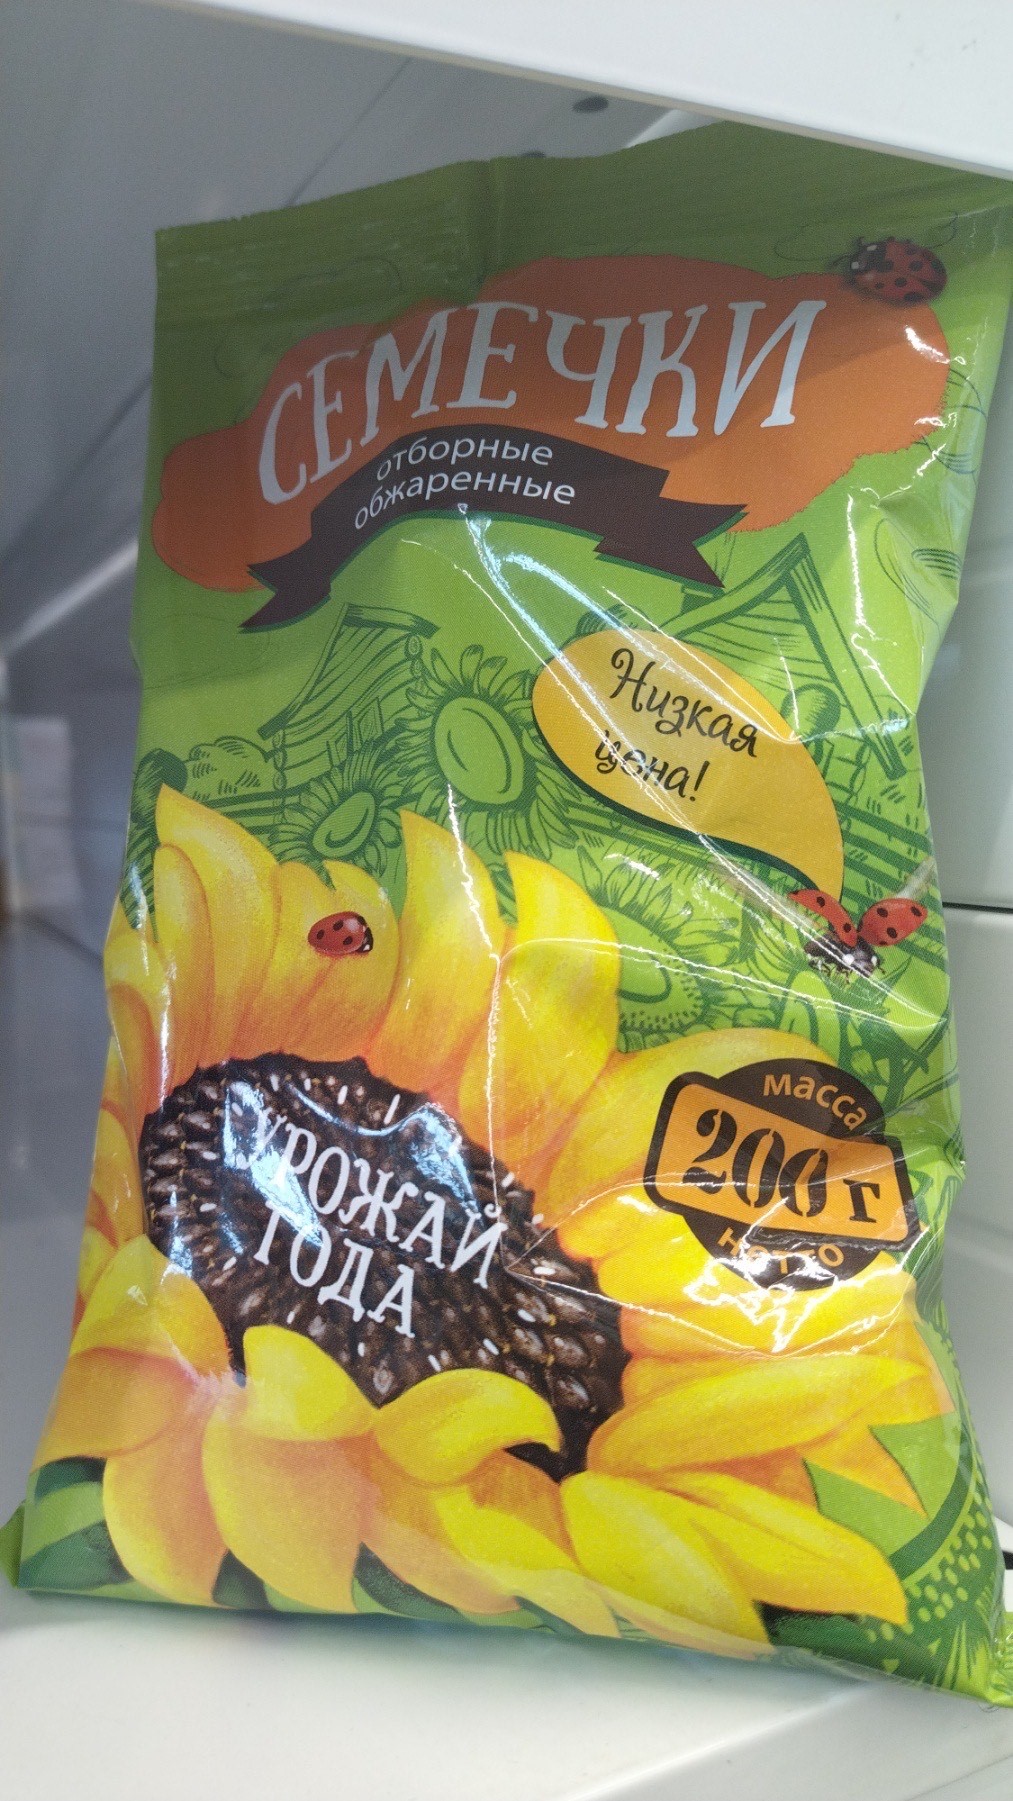 СЕМЕЧКИ
отборные
обжаренные
Низкая
цена!
масса
200 г
нетто
УРОЖАЙ
ГОДА